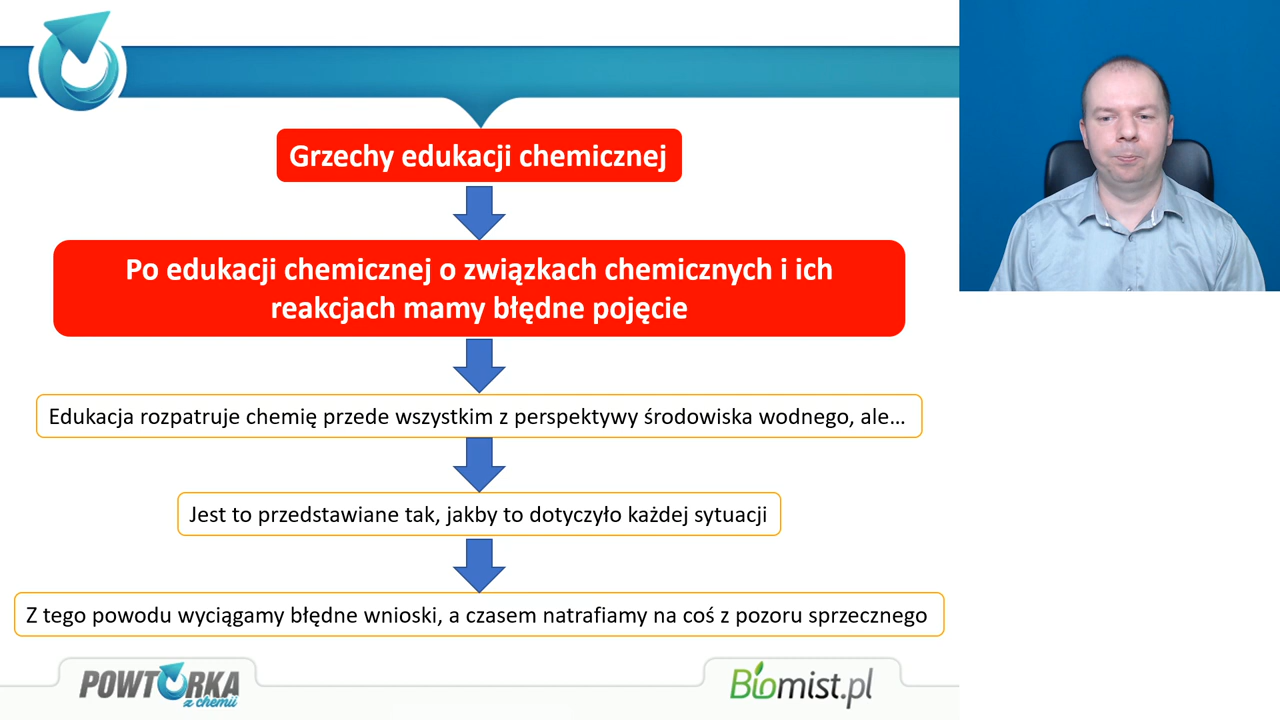 Grzechy edukacji chemicznej
Po edukacji chemicznej o związkach chemicznych i ich
reakcjach mamy błędne pojęcie
Edukacja rozpatruje chemię przede wszystkim z perspektywy środowiska wodnego, ale...
Jest to przedstawiane tak, jakby to dotyczyło każdej sytuacji
Z tego powodu wyciągamy błędne wnioski, a czasem natrafiamy na coś z pozoru sprzecznego
POWTÓRKA
z chemii
Biomist.pl